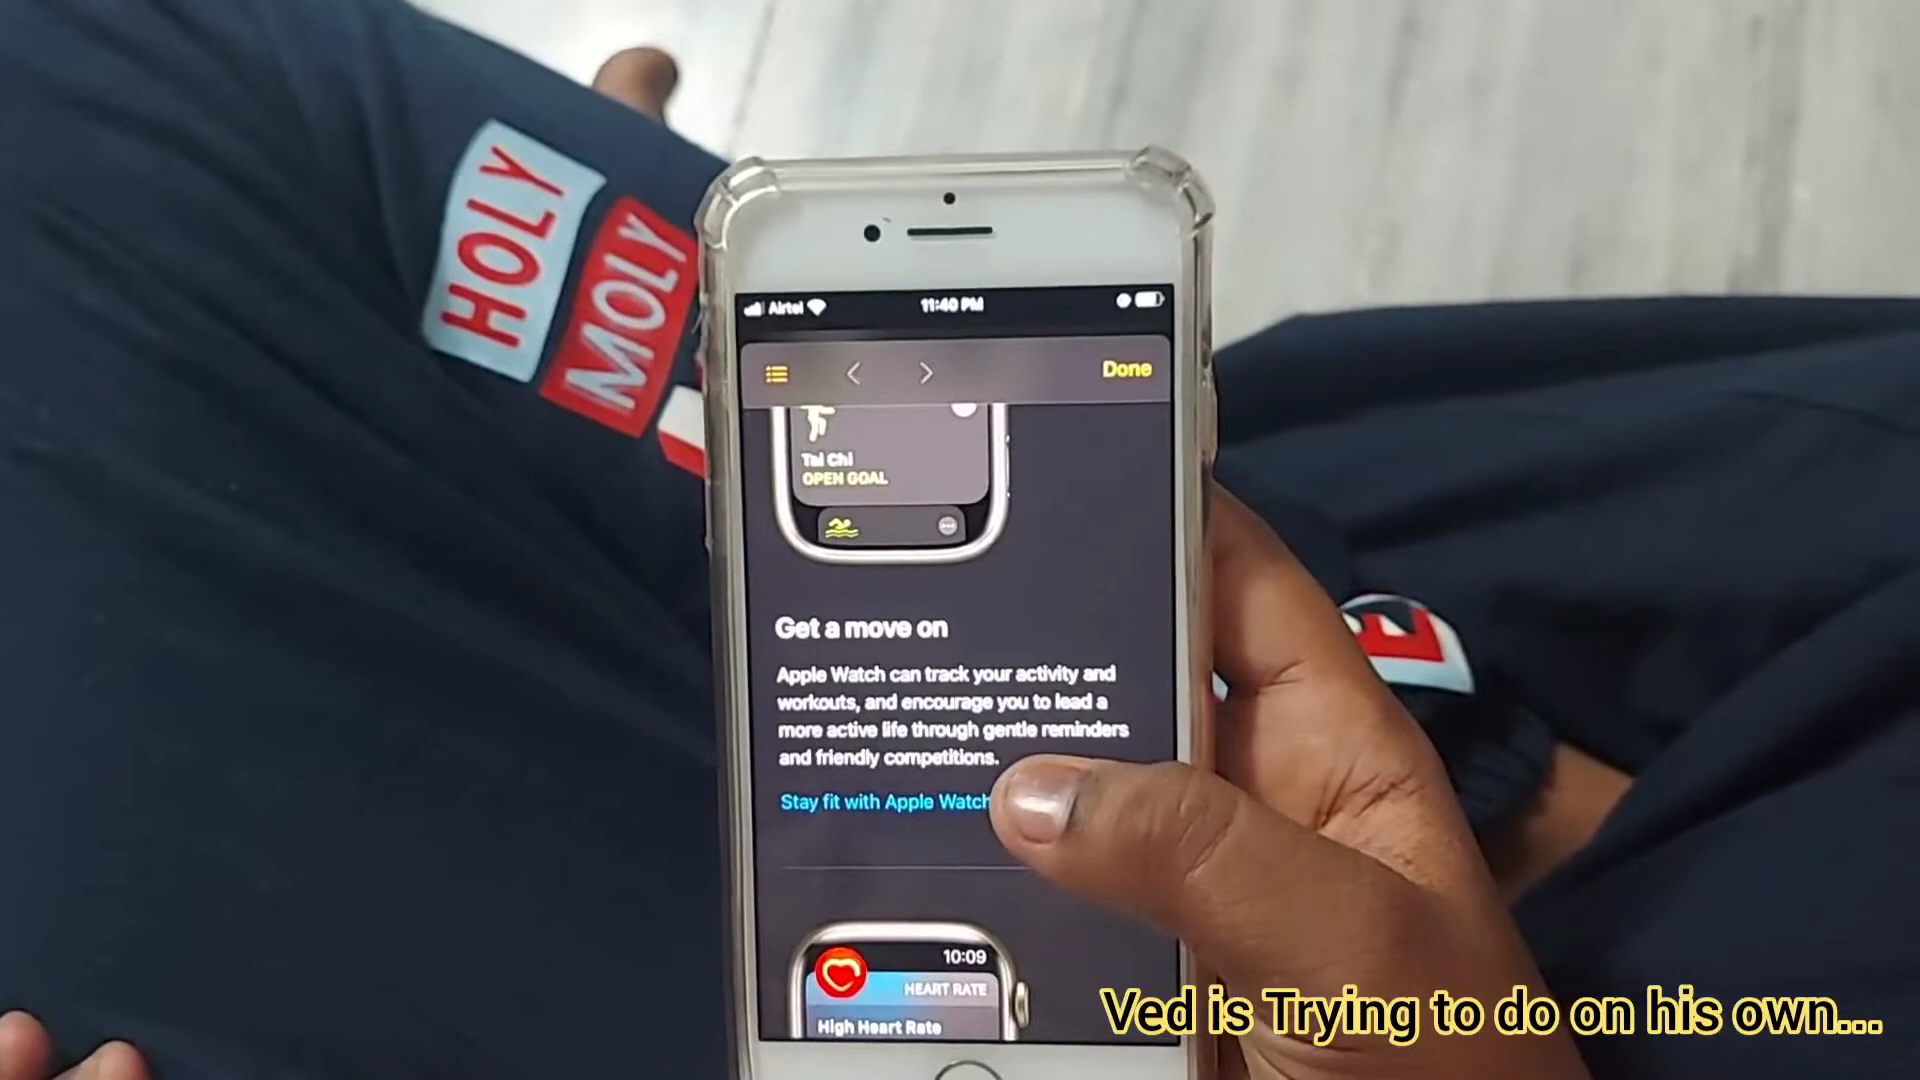 HOLY
MOLY
Airtel
11:40 PM
Done
Tai Chi
OPEN GOAL
Get a move on
Apple Watch can track your activity and
workouts, and encourage you to lead a
more active life through gentle reminders
and friendly competitions.
Stay fit with Apple Watch
10:09
HEART RATE
High Heart Rate
Ved is Trying to do on his own...